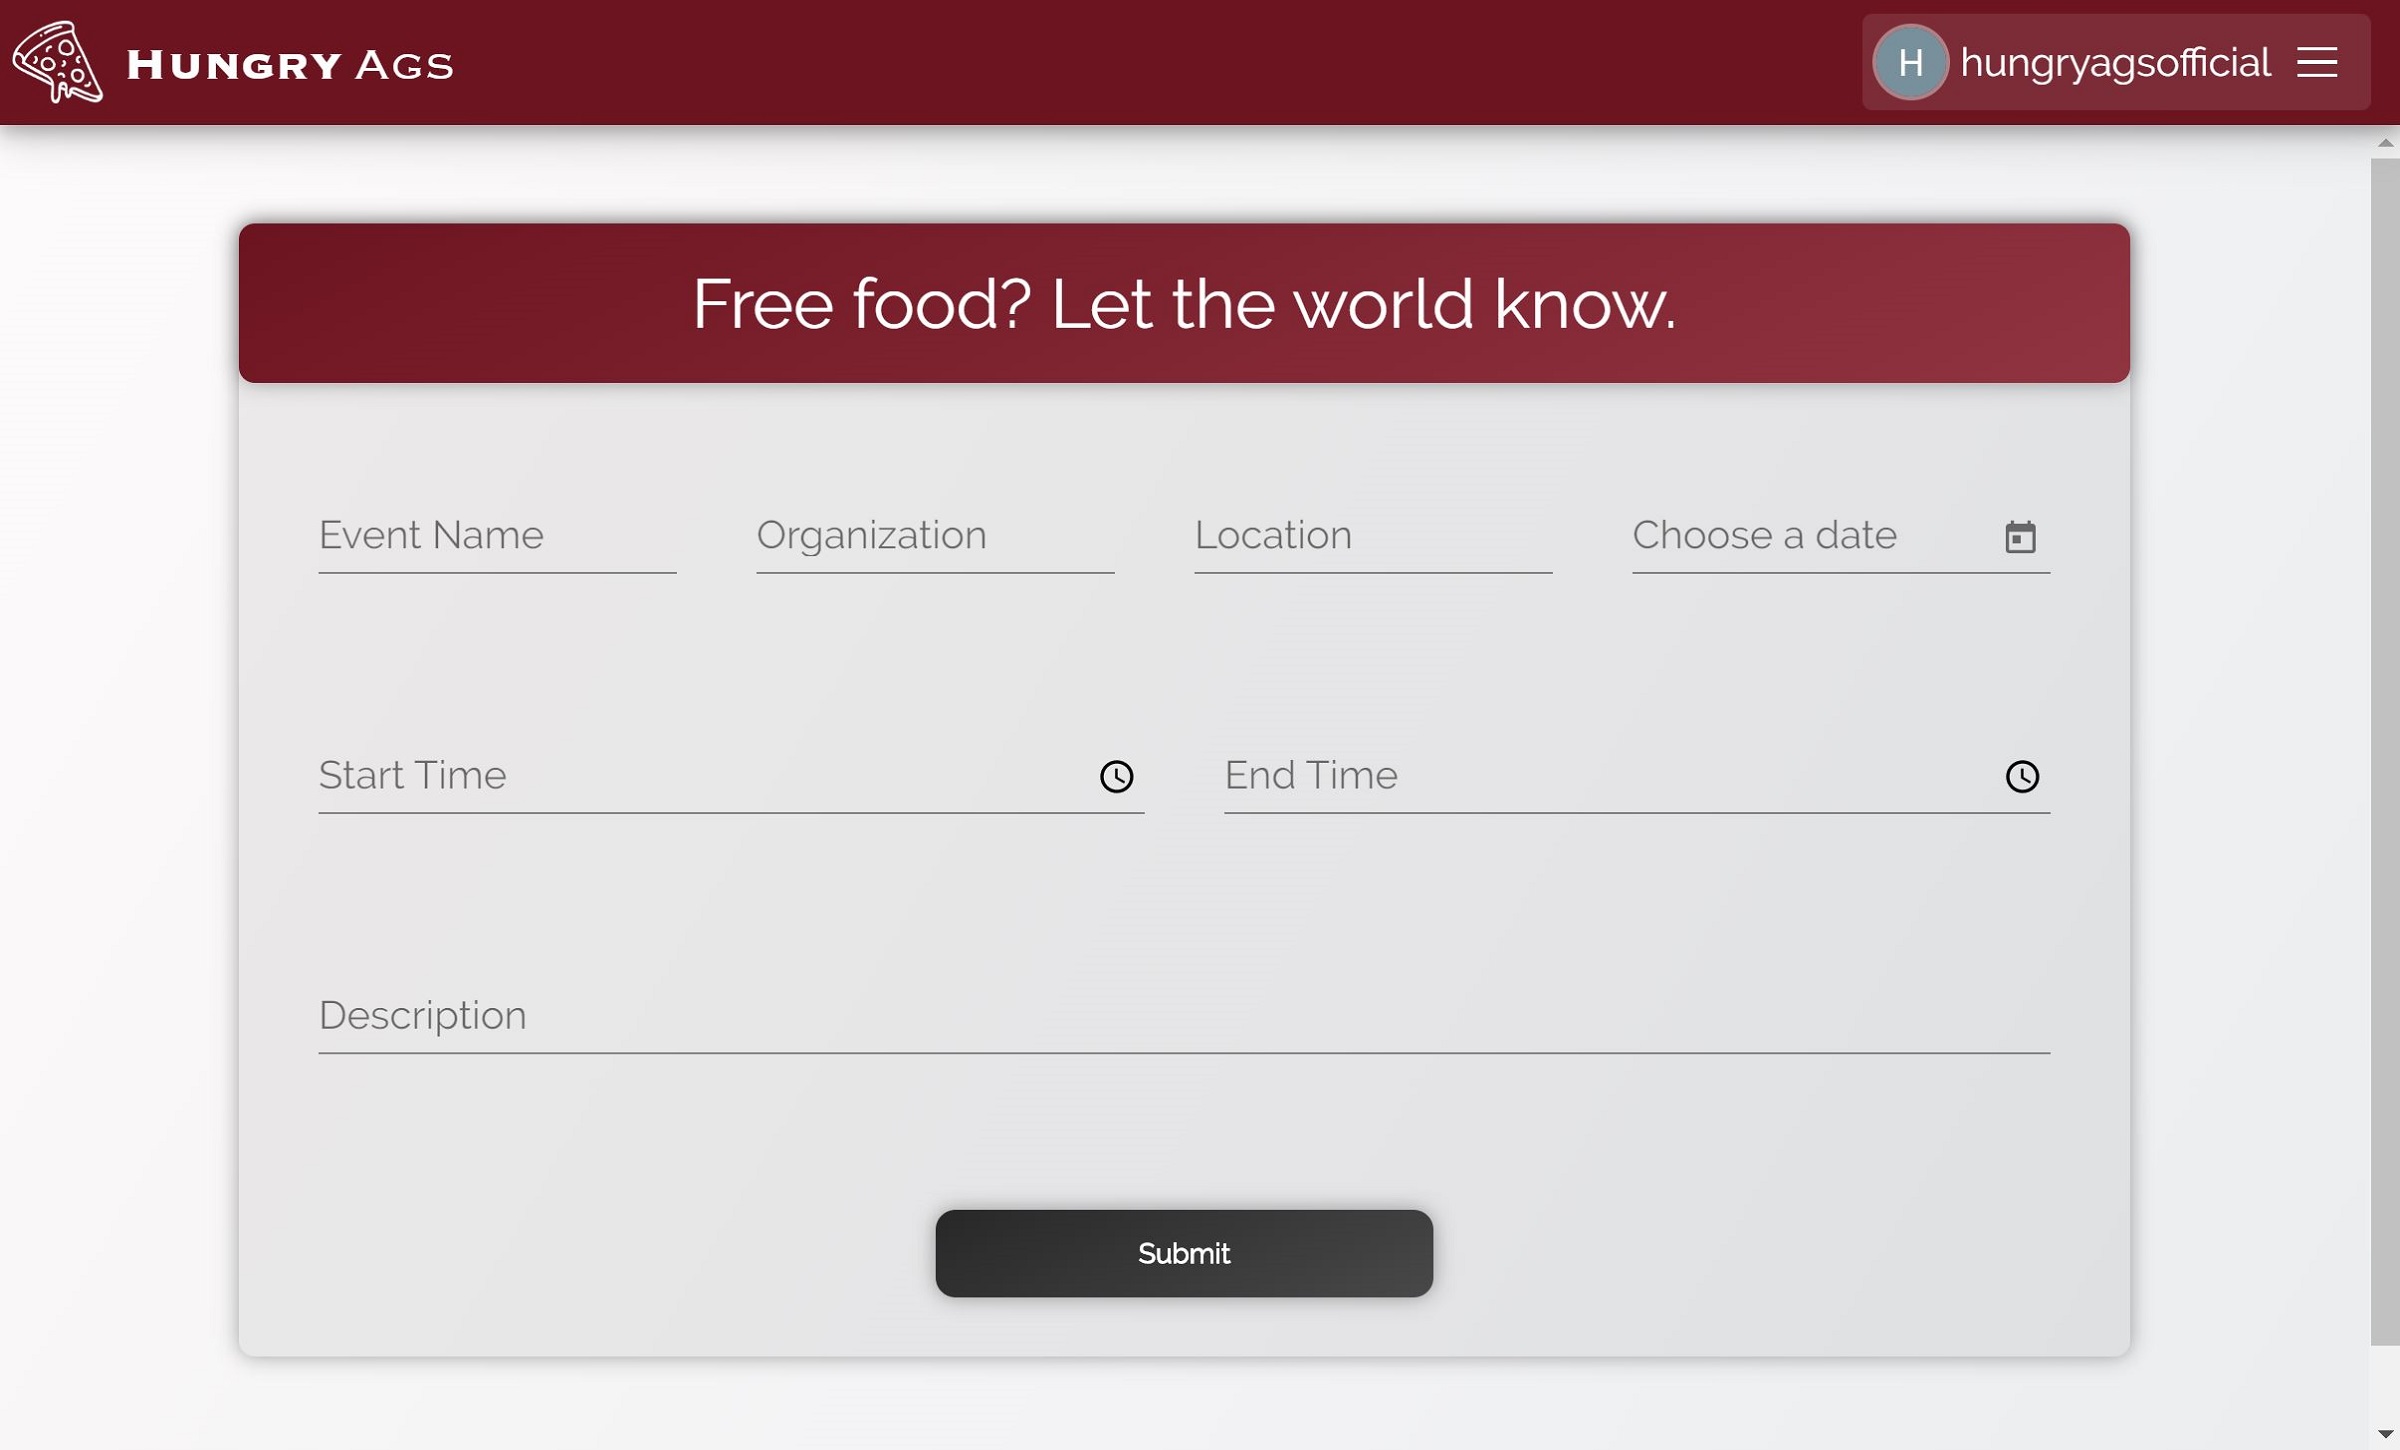 HUNGRY AGS
H hungryagsofficial
Free food? Let the world know.
Event Name Organization Location Choose a date
Start Time End Time
Description
Submit